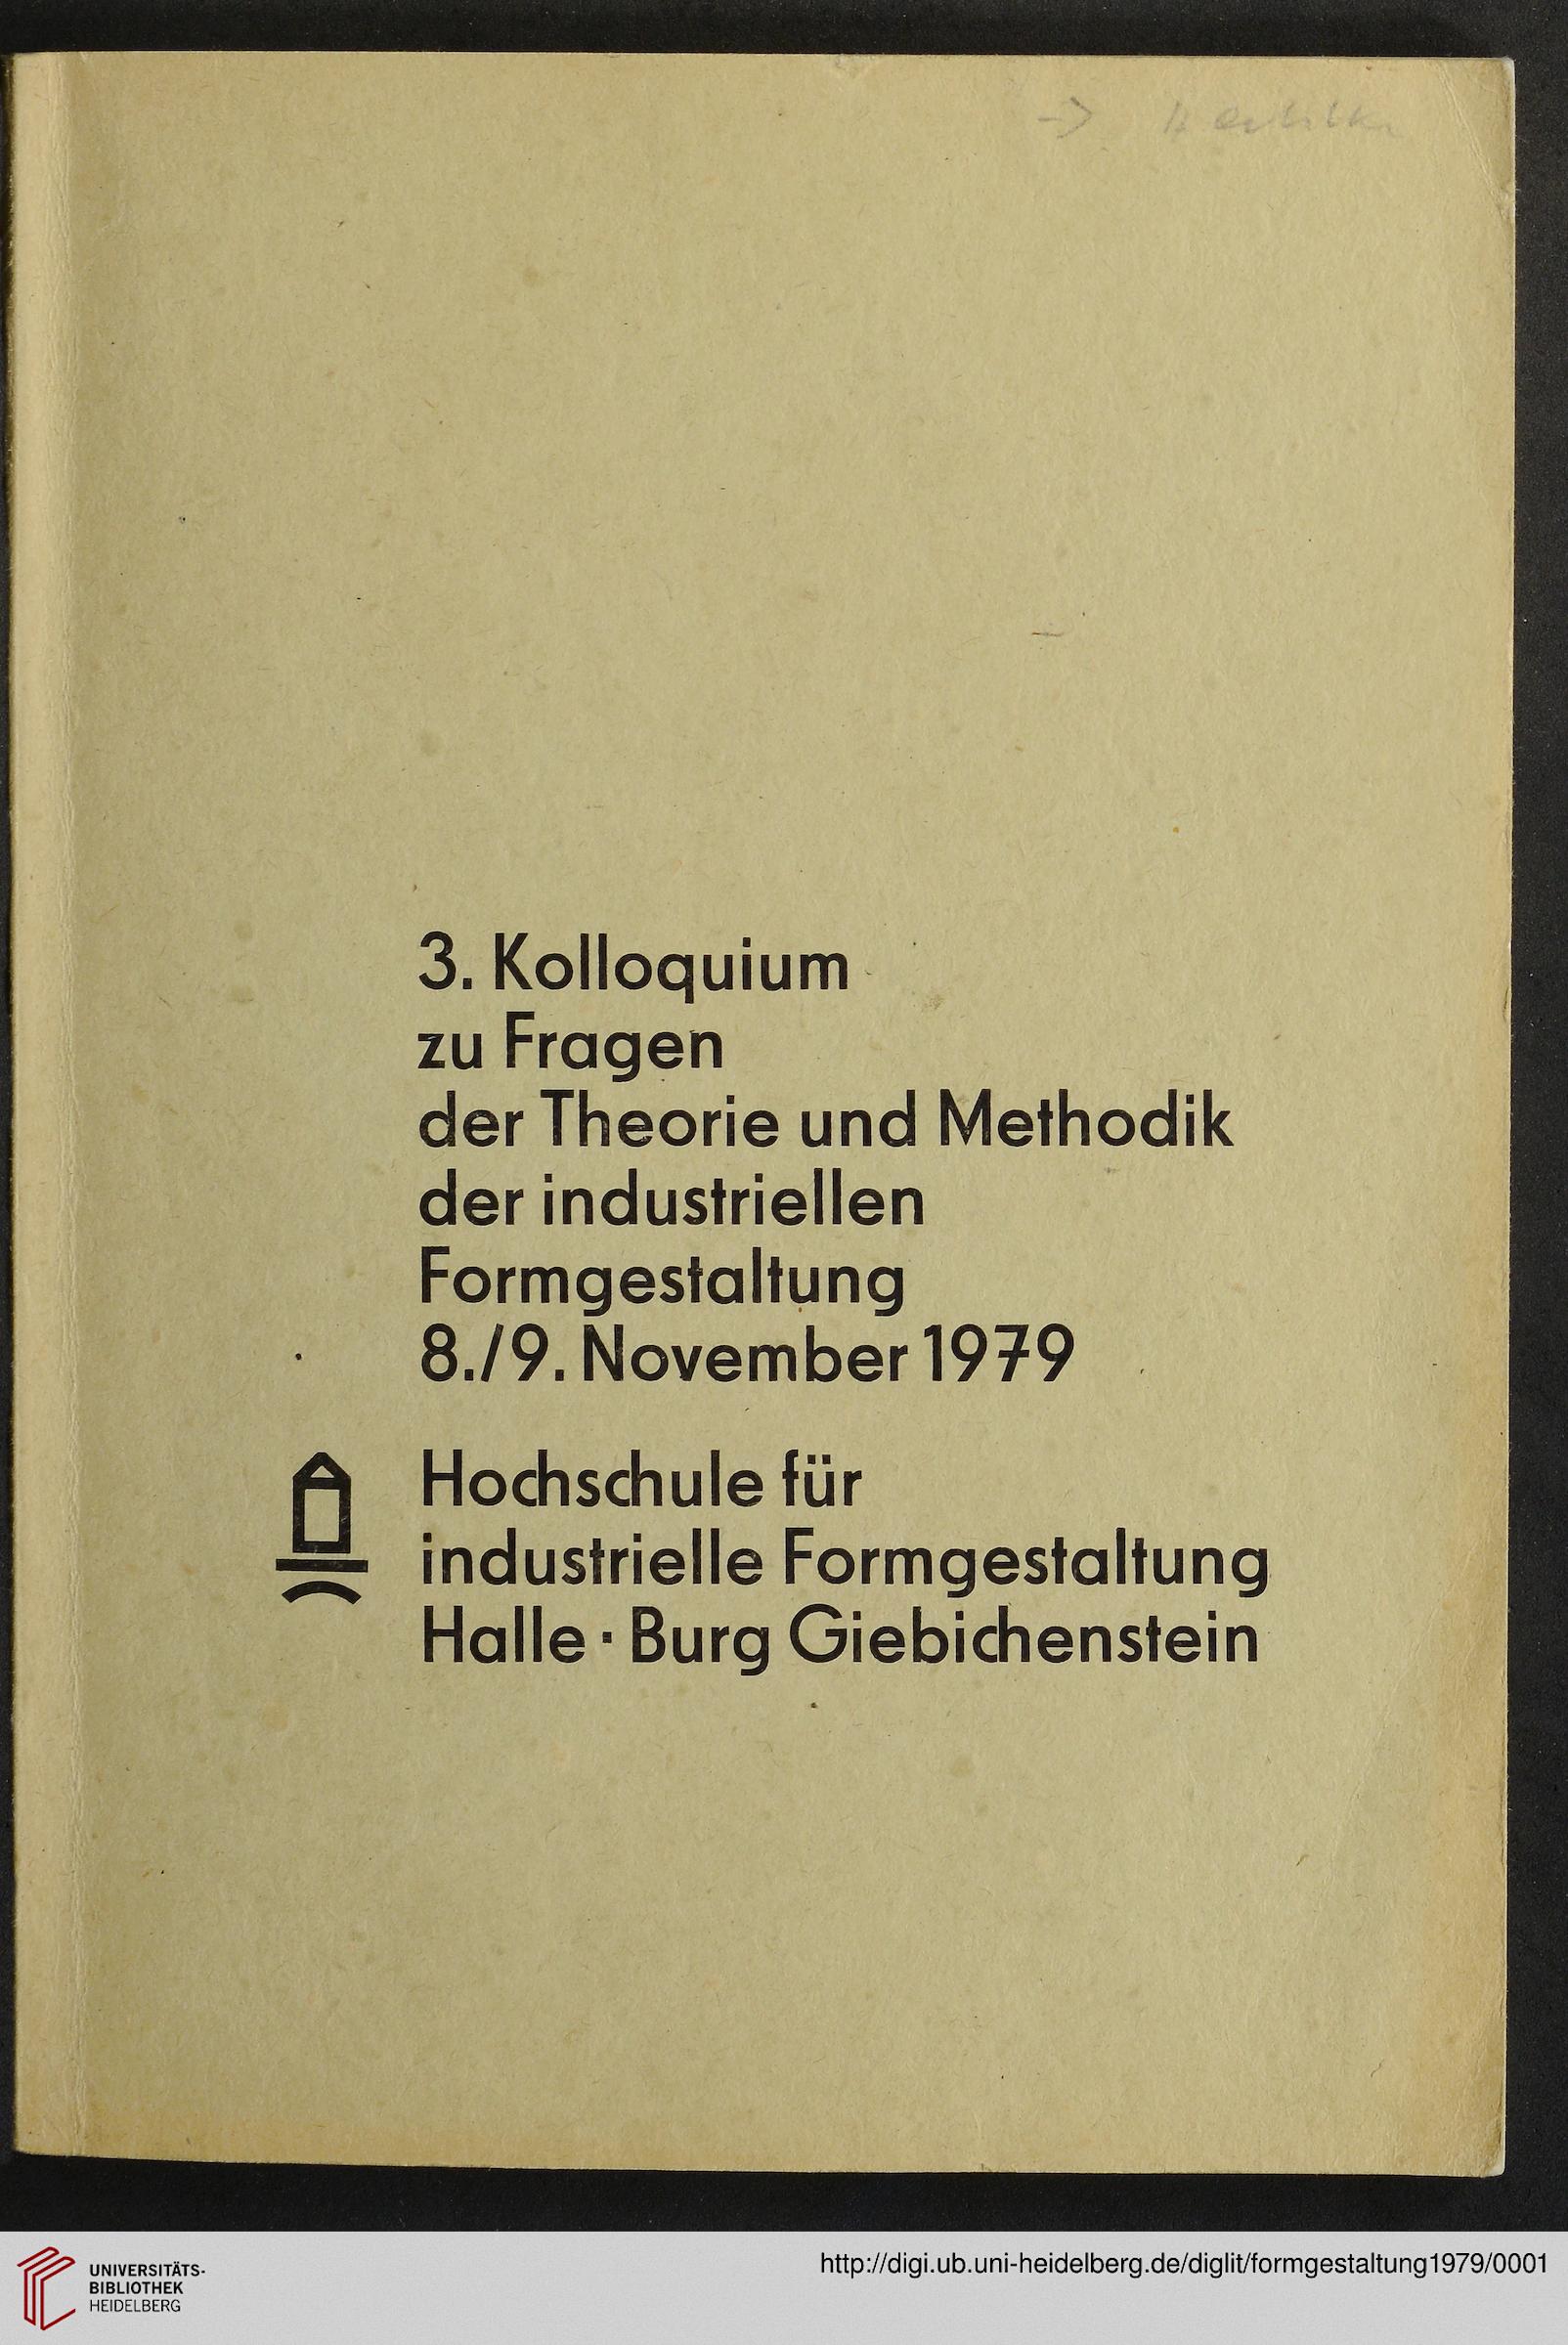 →
3. Kolloquium
zu Fragen
der Theorie und Methodik
der industriellen
Formgestaltung
8./9. November 1979
Hochschule für
industrielle Formgestaltung
Halle · Burg Giebichenstein
UNIVERSITÄTS-
BIBLIOTHEK
HEIDELBERG
http://digi.ub.uni-heidelberg.de/diglit/formgestaltung1979/0001